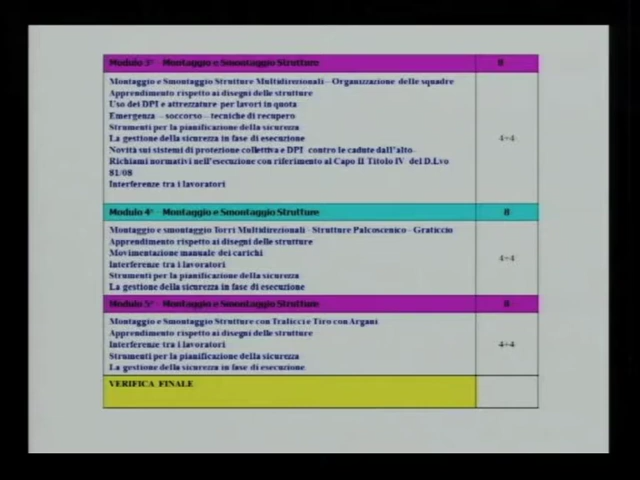 Modulo 3° - Montaggio e Smontaggio Strutture 8
Montaggio e Smontaggio Strutture Multidirezionali - Organizzazione delle squadre
Apprendimento rispetto ai disegni delle strutture
Uso dei DPI e attrezzature per lavori in quota
Emergenza - soccorso - tecniche di recupero
Strumenti per la pianificazione della sicurezza
La gestione della sicurezza in fase di esecuzione
Novità sui sistemi di protezione collettiva e DPI contro le cadute dall'alto-
Richiami normativi nell'esecuzione con riferimento al Capo II Titolo IV del D.Lvo
81/08
Interferenze tra i lavoratori
4+4
Modulo 4° - Montaggio e Smontaggio Strutture 8
Montaggio e smontaggio Torri Multidirezionali - Strutture Palcoscenico - Graticcio
Apprendimento rispetto ai disegni delle strutture
Movimentazione manuale dei carichi
Interferenze tra i lavoratori
Strumenti per la pianificazione della sicurezza
La gestione della sicurezza in fase di esecuzione
4+4
Modulo 5° - Montaggio e Smontaggio Strutture 8
Montaggio e Smontaggio Strutture con Tralicci e Tiro con Argani
Apprendimento rispetto ai disegni delle strutture
Interferenze tra i lavoratori
Strumenti per la pianificazione della sicurezza
La gestione della sicurezza in fase di esecuzione
4+4
VERIFICA FINALE